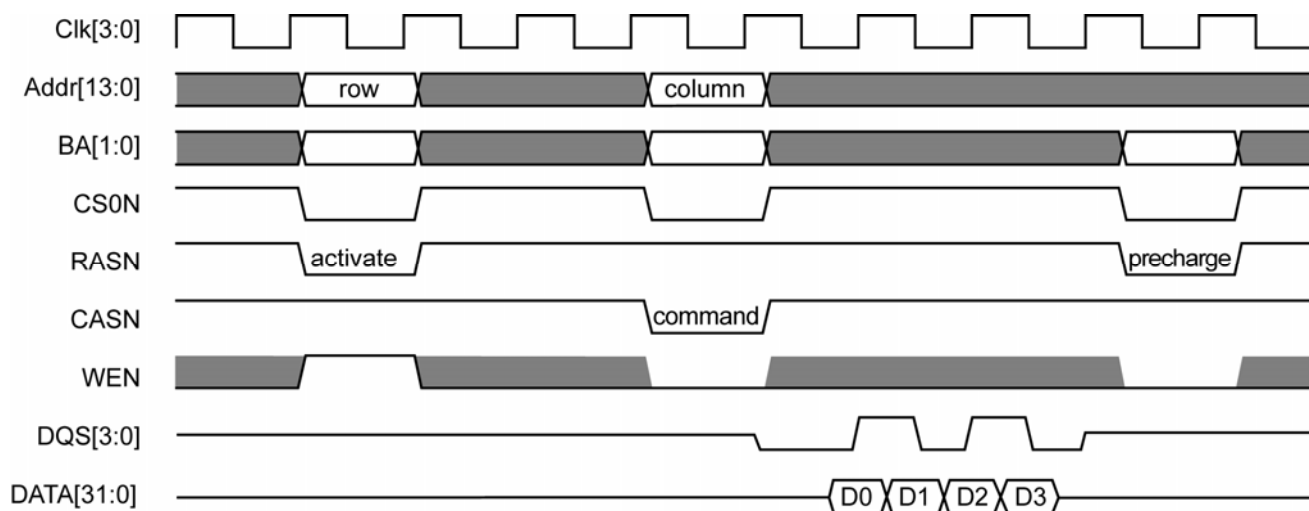 Clk[3:0]
Addr[13:0] row column
BA[1:0]
CS0N
RASN activate precharge
CASN command
WEN
DQS[3:0]
DATA[31:0] D0 D1 D2 D3